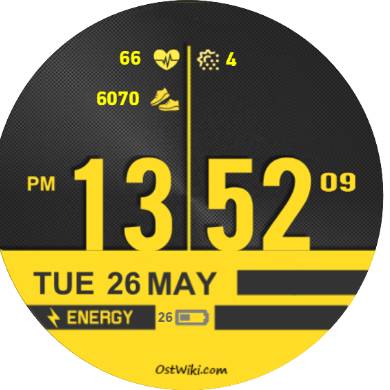 66 4
6070
PM 13 52 09
TUE 26 MAY
ENERGY 26
OstWiki.com